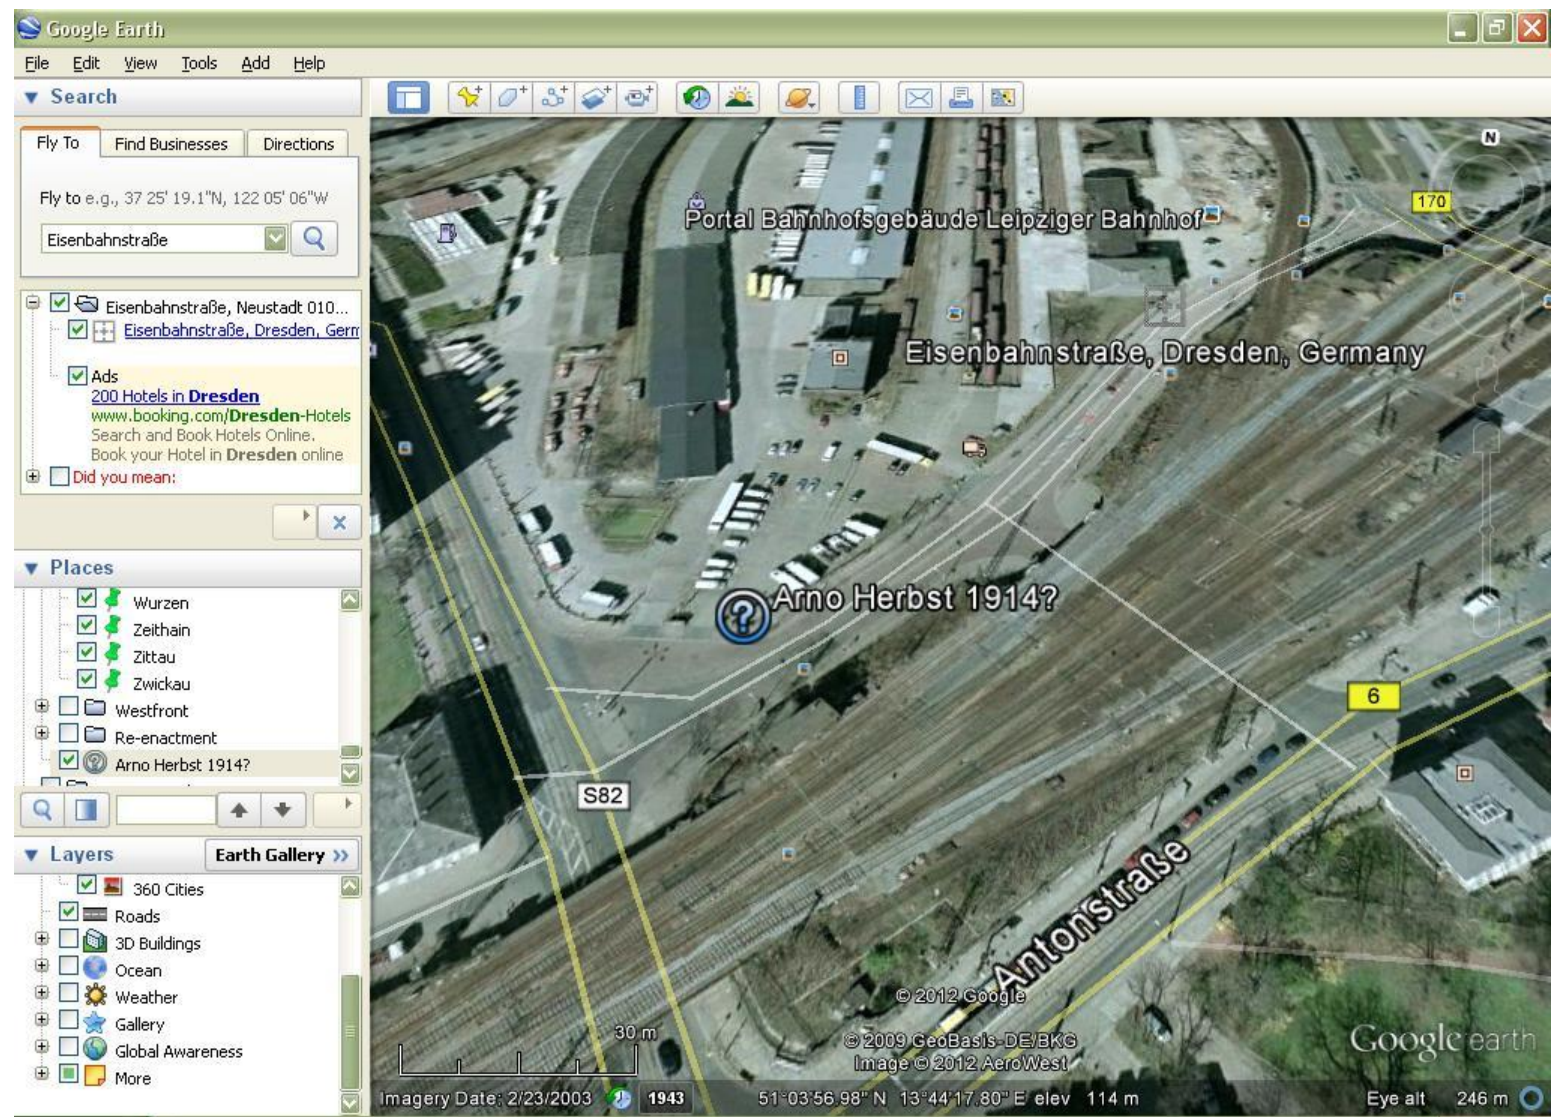 Google Earth
File Edit View Tools Add Help
Search
Fly To Find Businesses Directions
Fly to e.g., 37 25' 19.1"N, 122 05' 06"W
Eisenbahnstraße
Eisenbahnstraße, Neustadt 010...
Eisenbahnstraße, Dresden, Germ
Ads
200 Hotels in Dresden
www.booking.com/Dresden-Hotels
Search and Book Hotels Online.
Book your Hotel in Dresden online
Did you mean:
Places
Wurzen
Zeithain
Zittau
Zwickau
Westfront
Re-enactment
Arno Herbst 1914?
Layers
Earth Gallery »
360 Cities
Roads
3D Buildings
Ocean
Weather
Gallery
Global Awareness
More
N
170
Portal Bahnhofsgebäude Leipziger Bahnhof
Eisenbahnstraße, Dresden, Germany
Arno Herbst 1914?
6
S82
Antonstraße
© 2012 Google
30 m
© 2009 GeoBasis-DE/BKG
Image © 2012 AeroWest
Google earth
Imagery Date: 2/23/2003 1943 51°03'56.98" N 13°44'17.80" E elev 114 m Eye alt 246 m